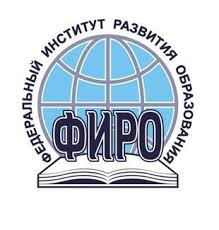 ФЕДЕРАЛЬНЫЙ ИНСТИТУТ РАЗВИТИЯ ОБРАЗОВАНИЯ
ФИРО